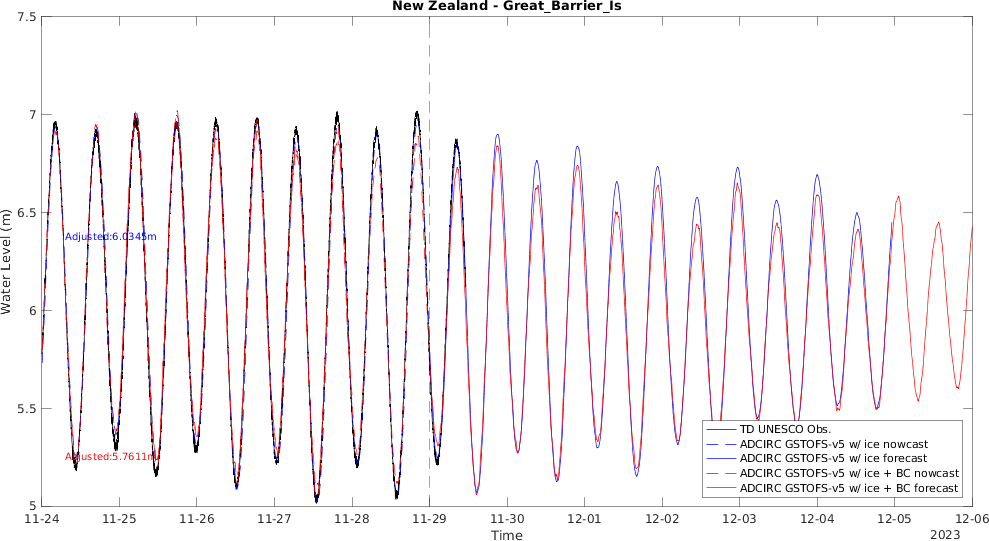 New Zealand - Great_Barrier_Is
7.5
7
6.5
6
5.5
5
Water Level (m)
Adjusted:6.0345m
Adjusted:5.7611m
TD UNESCO Obs.
ADCIRC GSTOFS-v5 w/ ice nowcast
ADCIRC GSTOFS-v5 w/ ice forecast
ADCIRC GSTOFS-v5 w/ ice + BC nowcast
ADCIRC GSTOFS-v5 w/ ice + BC forecast
11-24 11-25 11-26 11-27 11-28 11-29 11-30 12-01 12-02 12-03 12-04 12-05 12-06
Time
2023